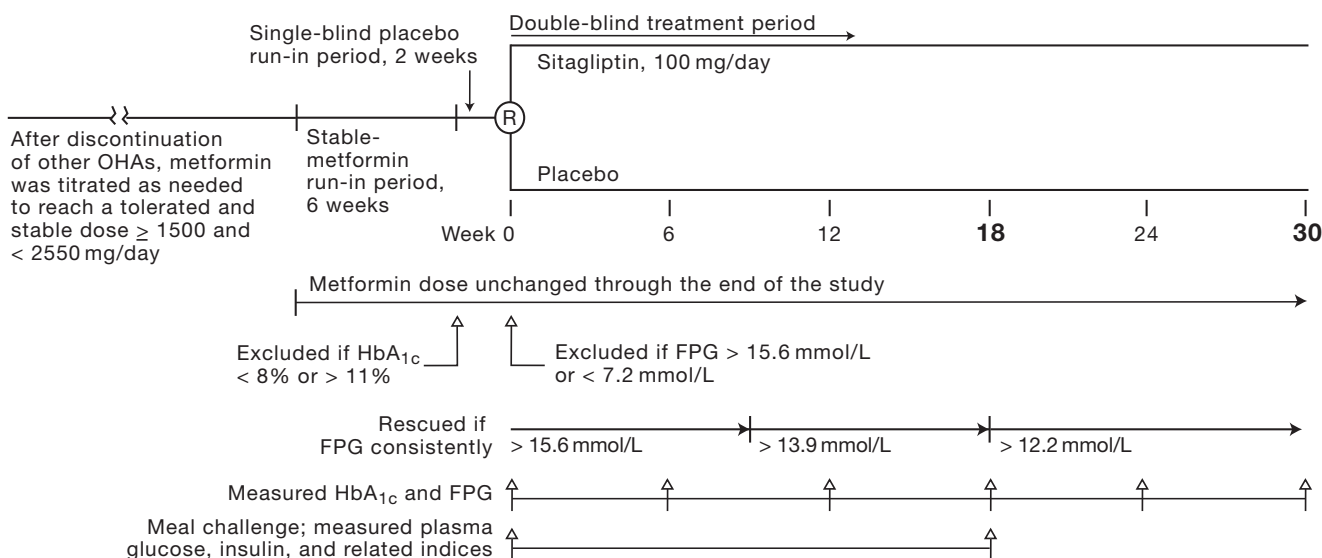 Double-blind treatment period
Single-blind placebo
run-in period, 2 weeks
Sitagliptin, 100 mg/day
R
After discontinuation
of other OHAs, metformin
was titrated as needed
to reach a tolerated and
stable dose ≥ 1500 and
< 2550 mg/day
Stable-
metformin
run-in period,
6 weeks
Placebo
Week 0 6 12 18 24 30
Metformin dose unchanged through the end of the study
Excluded if HbA1c
< 8% or > 11%
Excluded if FPG > 15.6 mmol/L
or < 7.2 mmol/L
Rescued if
FPG consistently
> 15.6 mmol/L > 13.9 mmol/L > 12.2 mmol/L
Measured HbA1c and FPG
Meal challenge; measured plasma
glucose, insulin, and related indices